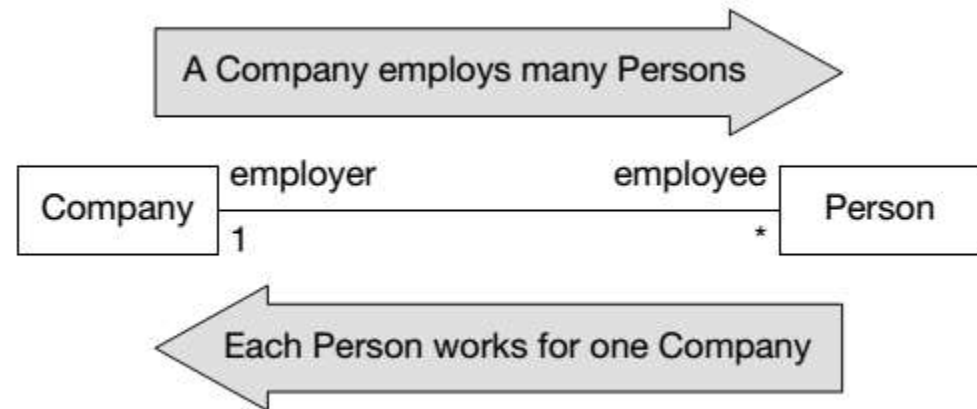 A Company employs many Persons
employer
employee
Company
Person
1
*
Each Person works for one Company